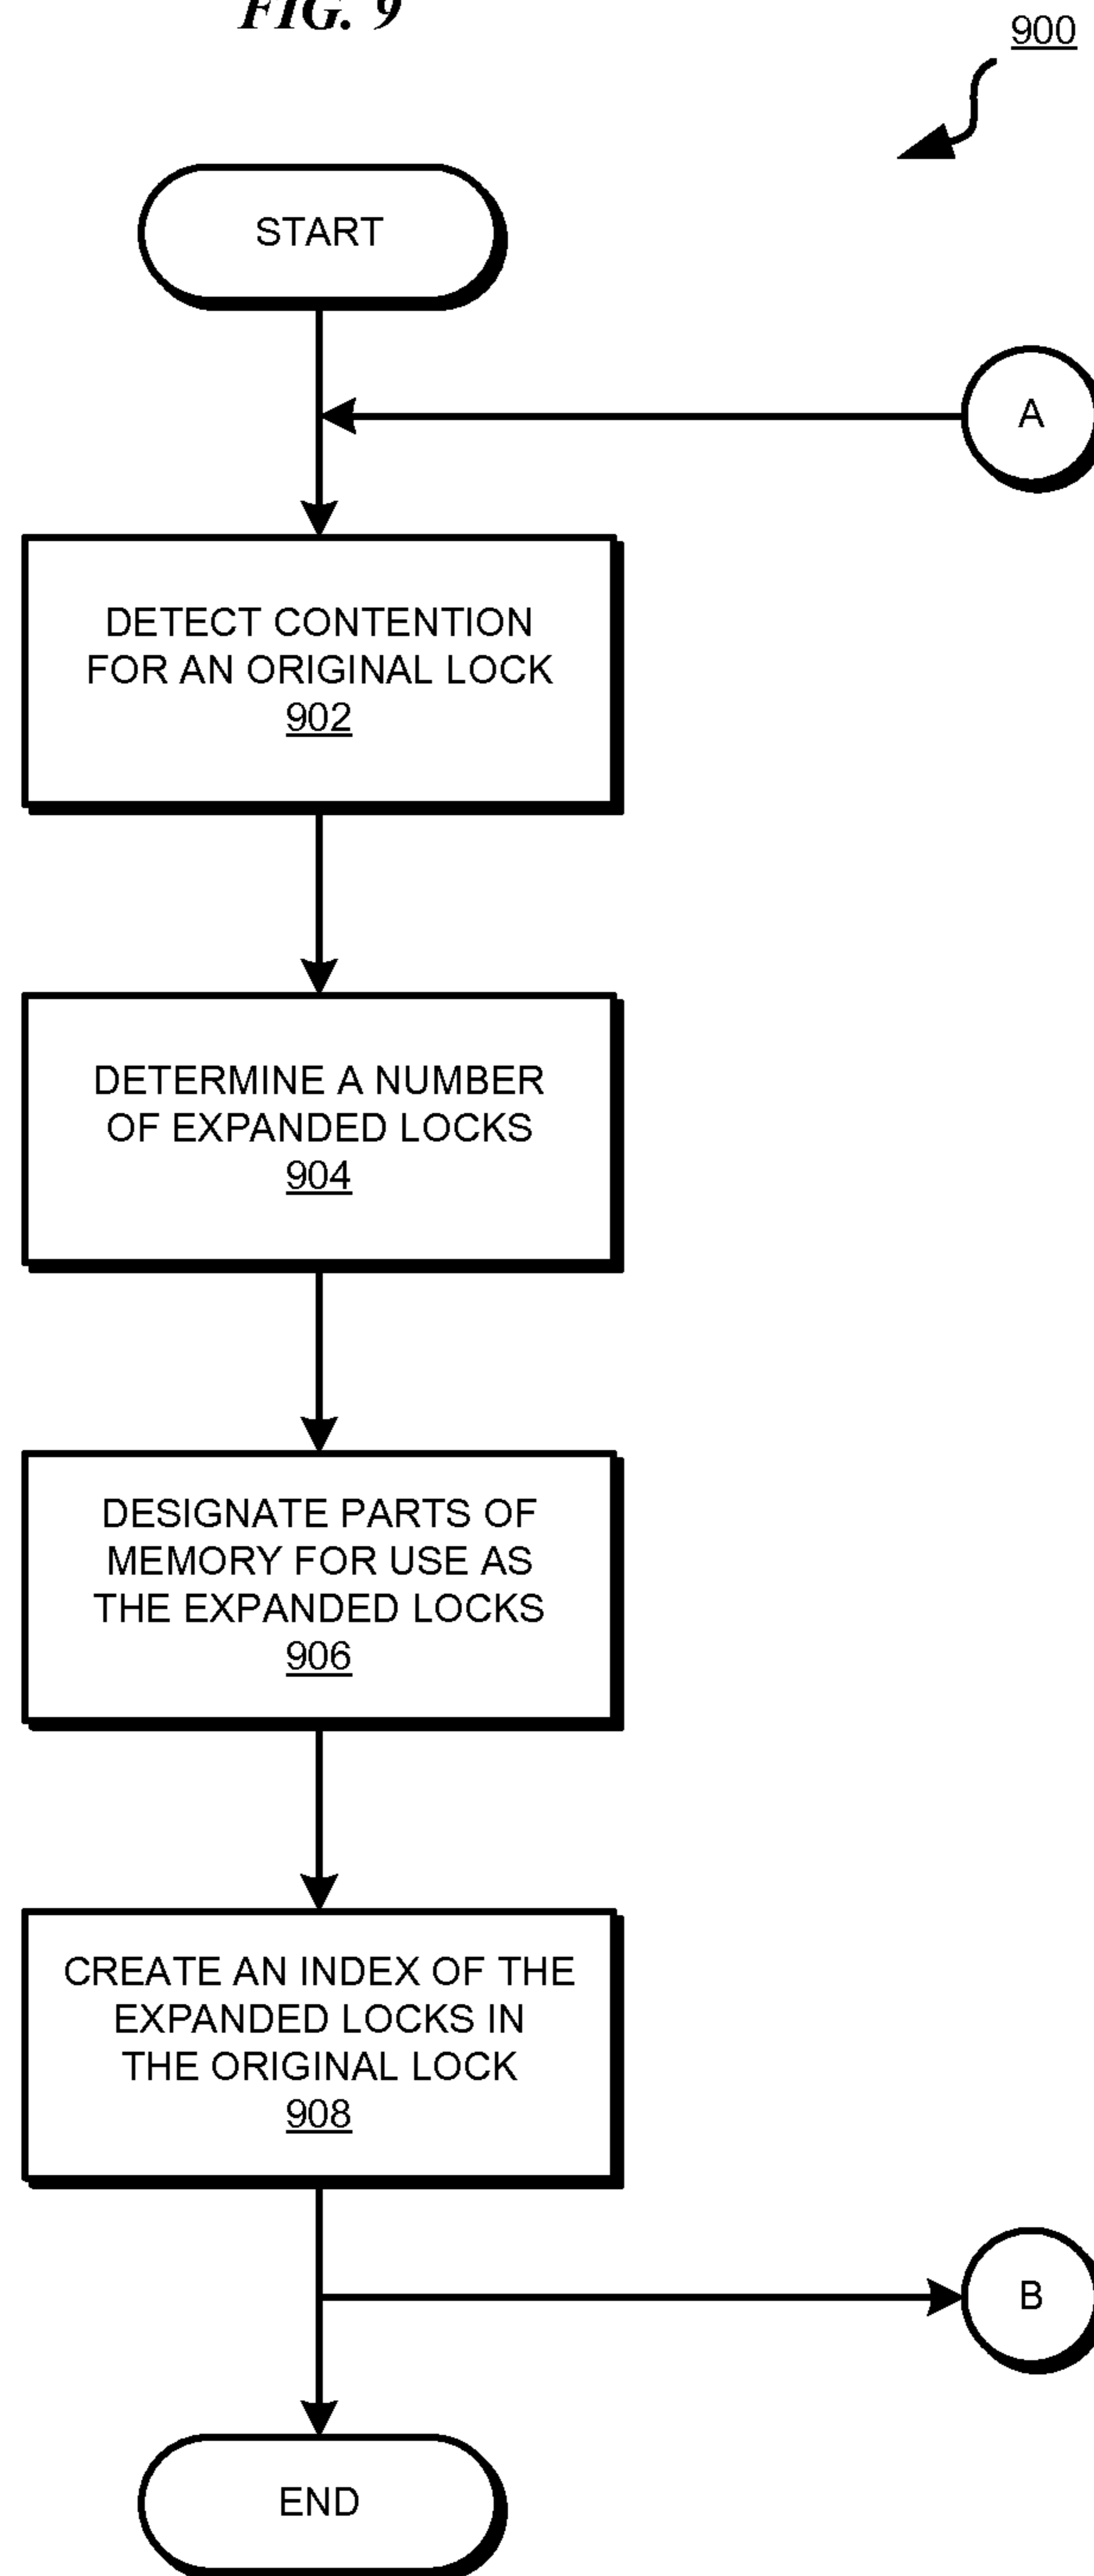 FIG. 9
900
START
A
DETECT CONTENTION
FOR AN ORIGINAL LOCK
902
DETERMINE A NUMBER
OF EXPANDED LOCKS
904
DESIGNATE PARTS OF
MEMORY FOR USE AS
THE EXPANDED LOCKS
906
CREATE AN INDEX OF THE
EXPANDED LOCKS IN
THE ORIGINAL LOCK
908
B
END